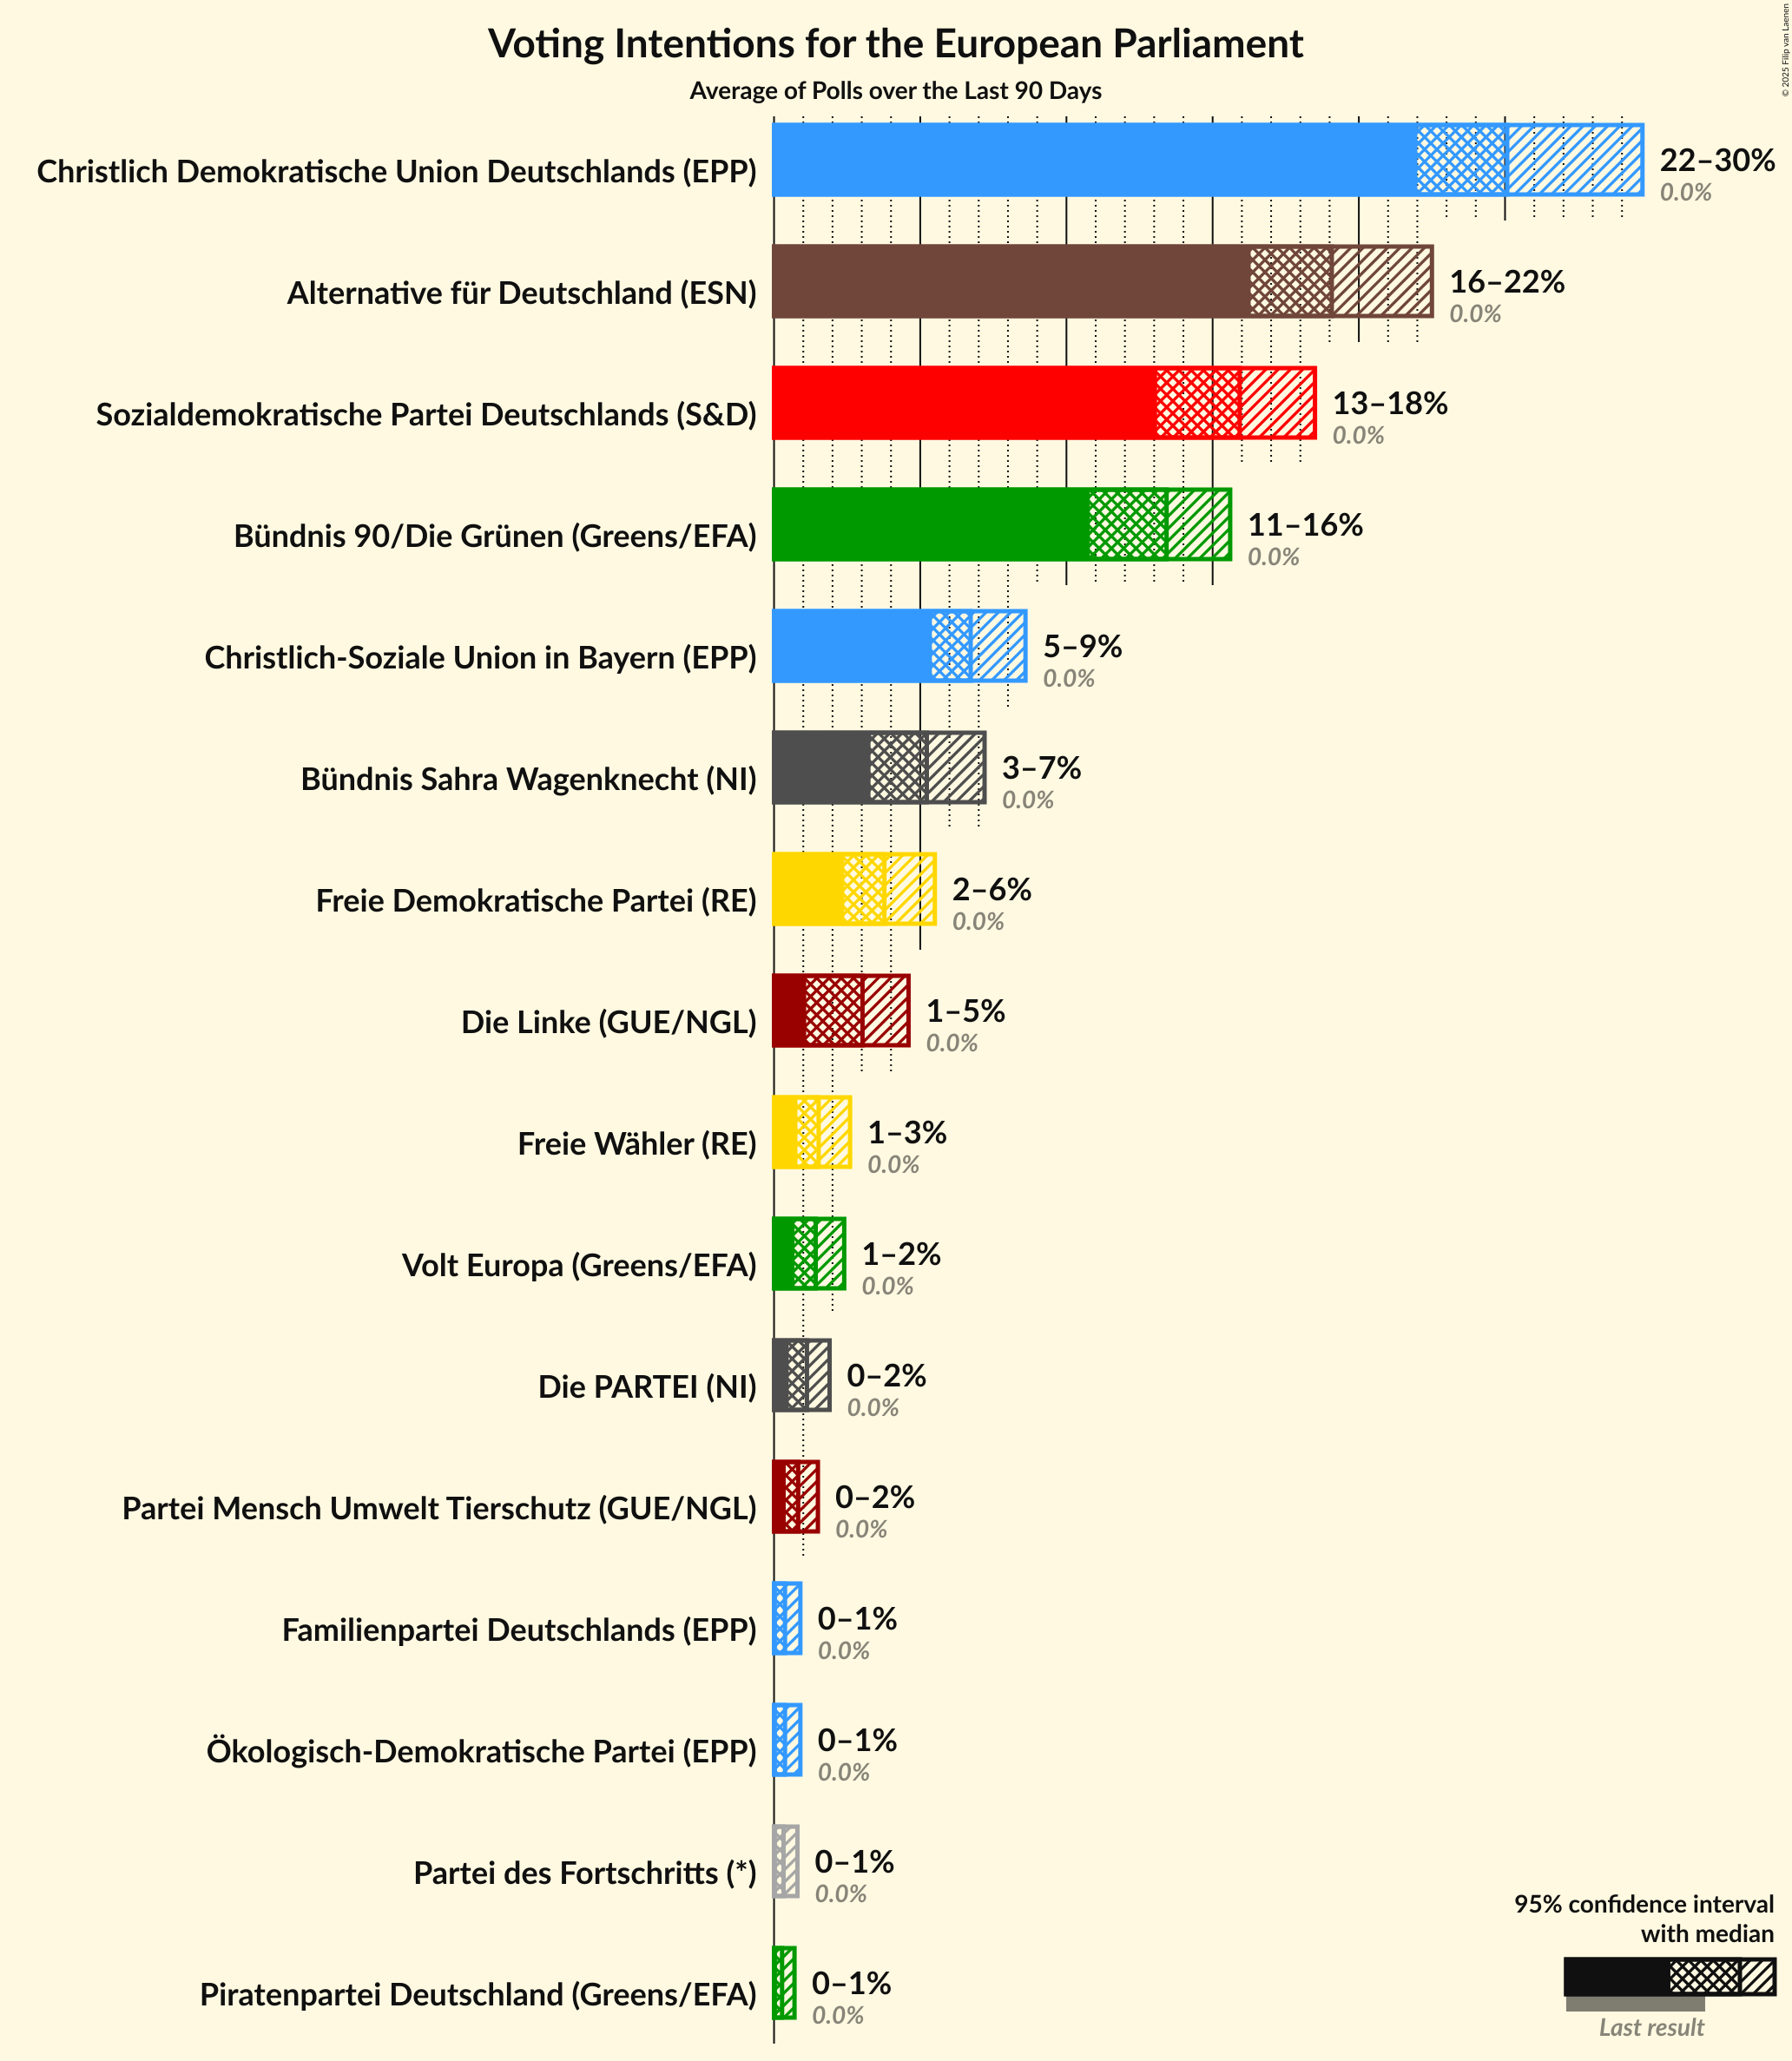 Voting Intentions for the European Parliament
Average of Polls over the Last 90 Days
© 2025 Filip van Laenen
Christlich Demokratische Union Deutschlands (EPP)
22–30%
0.0%
Alternative für Deutschland (ESN)
16–22%
0.0%
Sozialdemokratische Partei Deutschlands (S&D)
13–18%
0.0%
Bündnis 90/Die Grünen (Greens/EFA)
11–16%
0.0%
Christlich-Soziale Union in Bayern (EPP)
5–9%
0.0%
Bündnis Sahra Wagenknecht (NI)
3–7%
0.0%
Freie Demokratische Partei (RE)
2–6%
0.0%
Die Linke (GUE/NGL)
1–5%
0.0%
Freie Wähler (RE)
1–3%
0.0%
Volt Europa (Greens/EFA)
1–2%
0.0%
Die PARTEI (NI)
0–2%
0.0%
Partei Mensch Umwelt Tierschutz (GUE/NGL)
0–2%
0.0%
Familienpartei Deutschlands (EPP)
0–1%
0.0%
Ökologisch-Demokratische Partei (EPP)
0–1%
0.0%
Partei des Fortschritts (*)
0–1%
0.0%
Piratenpartei Deutschland (Greens/EFA)
0–1%
0.0%
95% confidence interval
with median
Last result